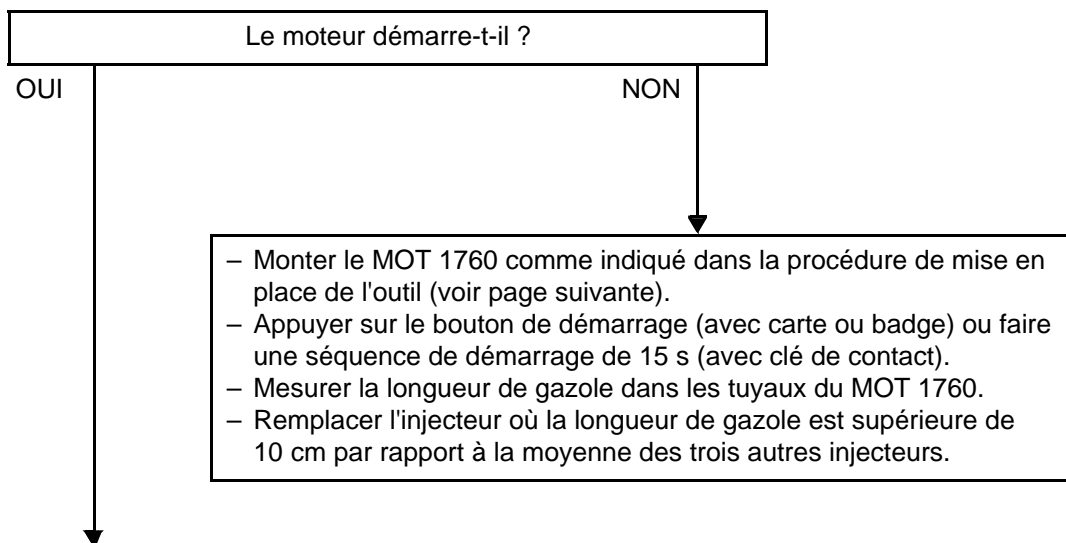 Le moteur démarre-t-il ?
OUI
NON
– Monter le MOT 1760 comme indiqué dans la procédure de mise en
place de l'outil (voir page suivante).
– Appuyer sur le bouton de démarrage (avec carte ou badge) ou faire
une séquence de démarrage de 15 s (avec clé de contact).
– Mesurer la longueur de gazole dans les tuyaux du MOT 1760.
– Remplacer l'injecteur où la longueur de gazole est supérieure de
10 cm par rapport à la moyenne des trois autres injecteurs.